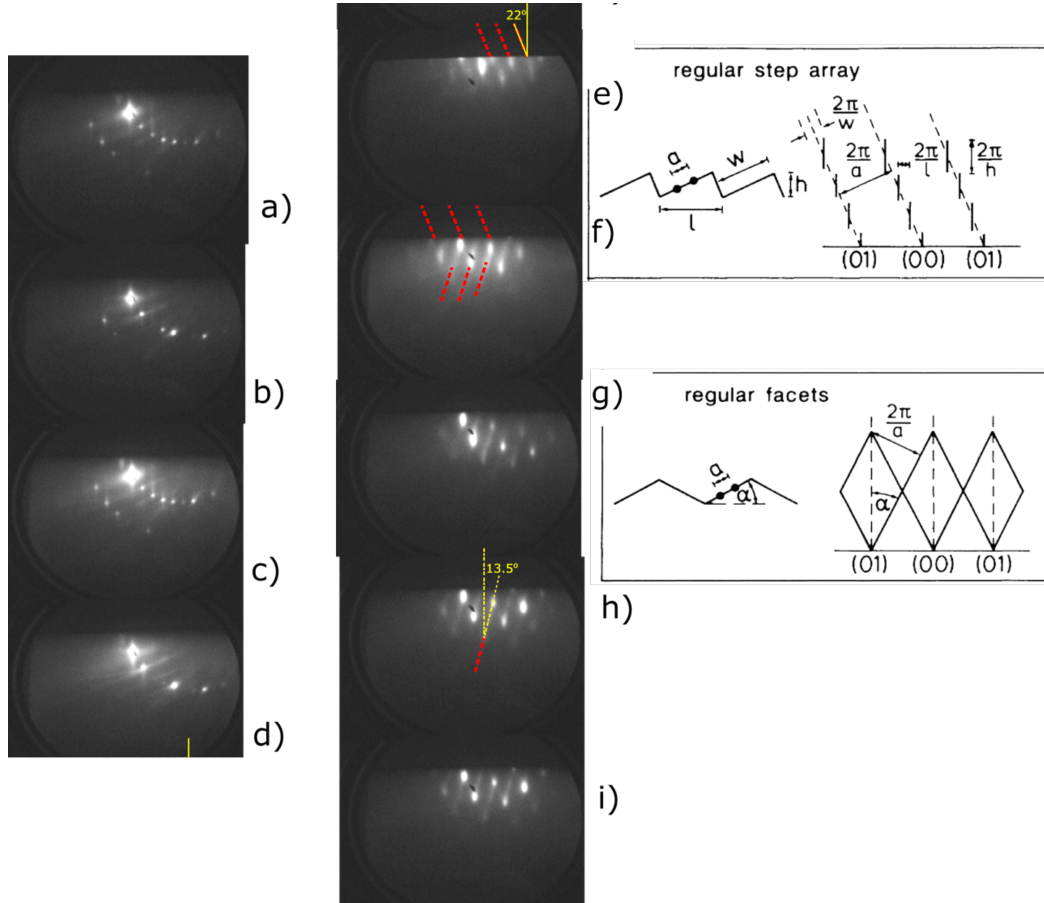 a)
b)
c)
d)
22°
13.5°
e)
f)
g)
h)
i)
regular step array
a
w
h
l
2π
w
2π
a
2π
l
2π
h
(01) (00) (01)
regular facets
a
α
2π
a
α
(01) (00) (01)